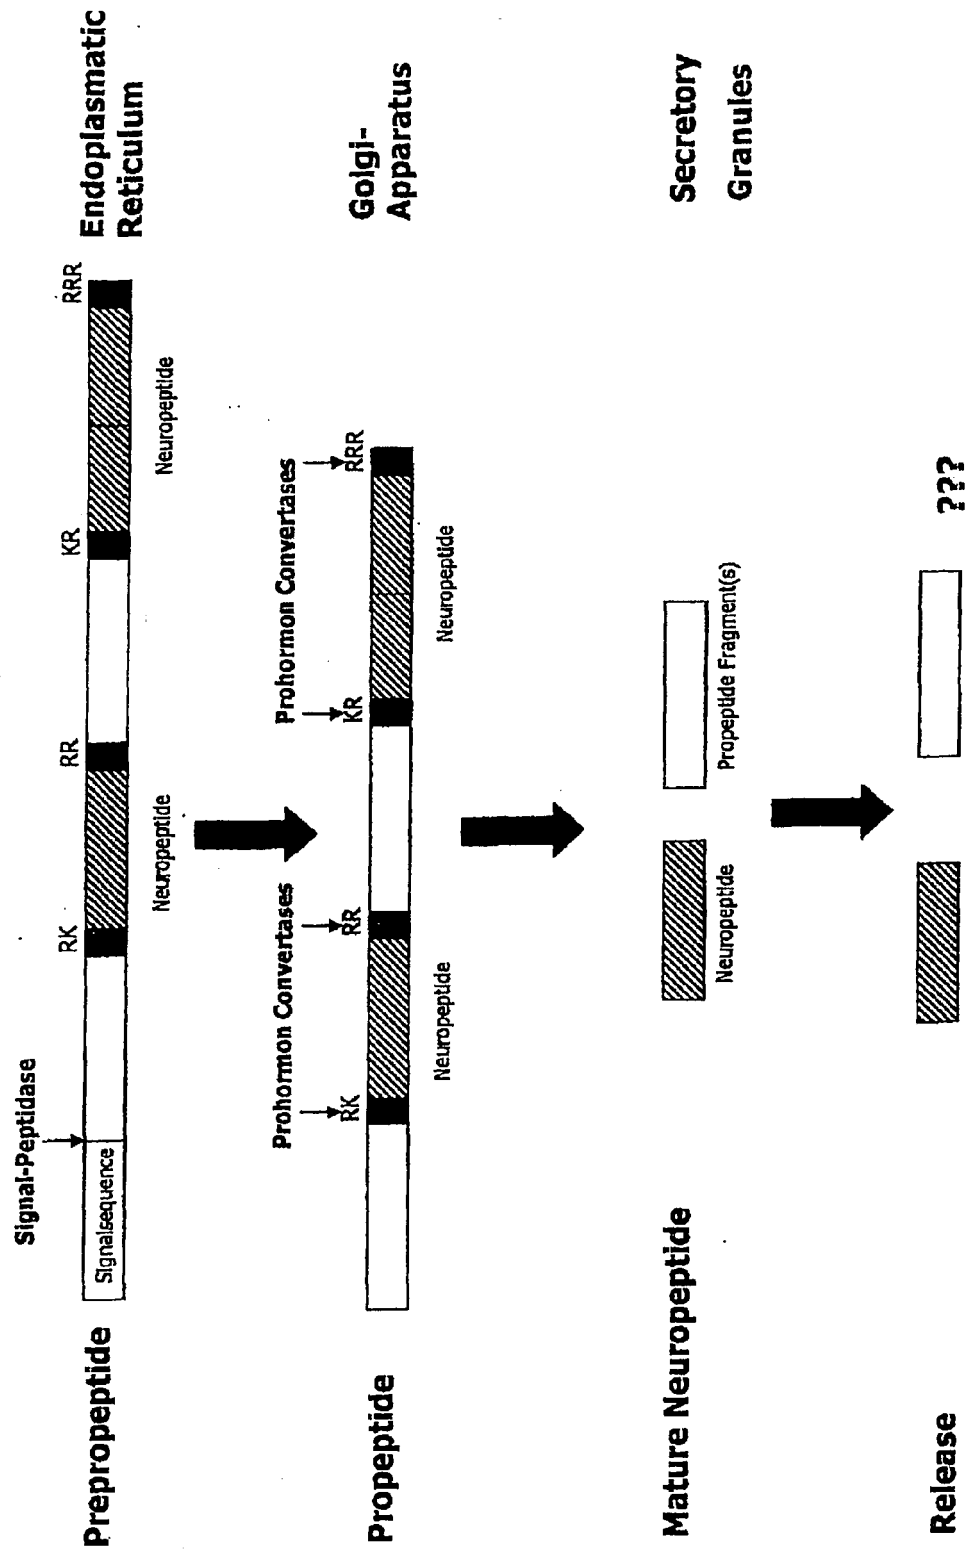 Signal-Peptidase
RK
RR
KR
RRR
Prepropeptide
Signalsequence
Endoplasmatic
Reticulum
Neuropeptide
Neuropeptide
Prohormon Convertases
Prohormon Convertases
RK
RR
KR
RRR
Propeptide
Golgi-
Apparatus
Neuropeptide
Neuropeptide
Mature Neuropeptide
Secretory
Granules
Neuropeptide
Propeptide Fragment(s)
Release
???